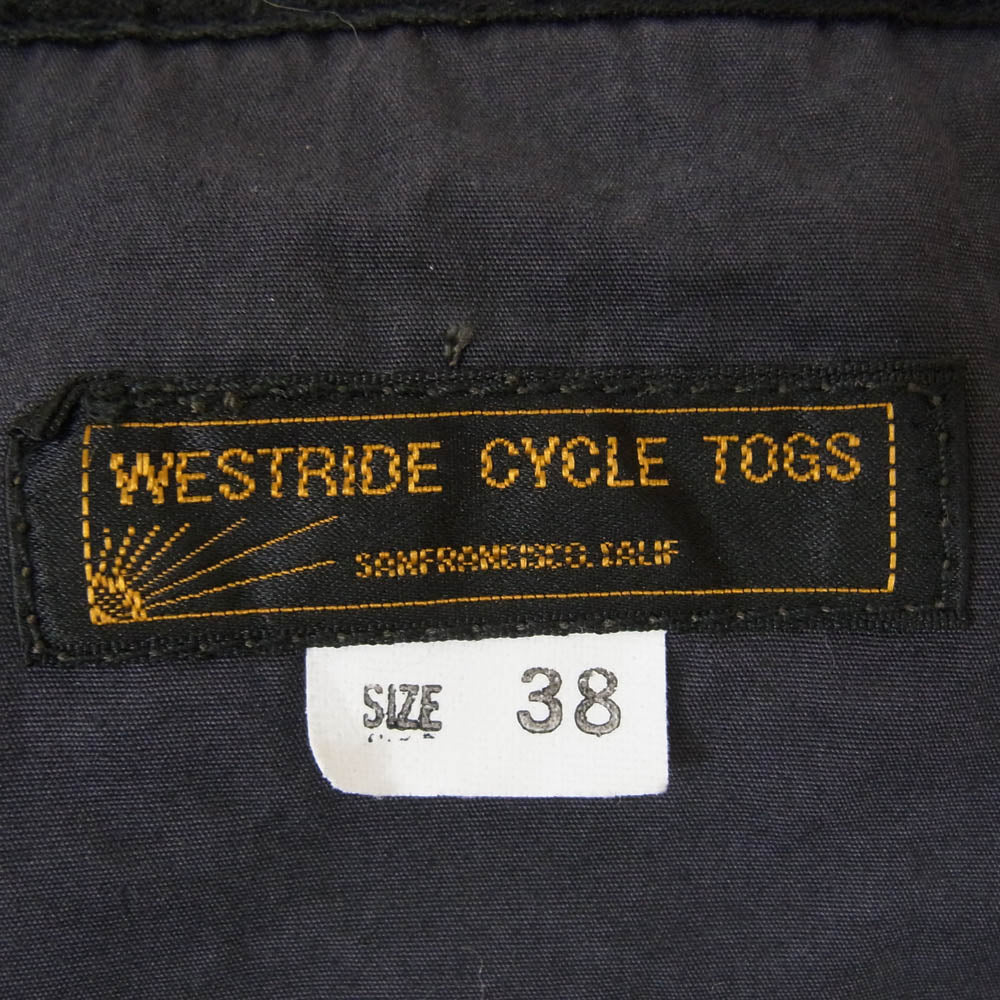 WESTRIDE CYCLE TOGS
SANFRANCISCO. CALIF
SIZE 38